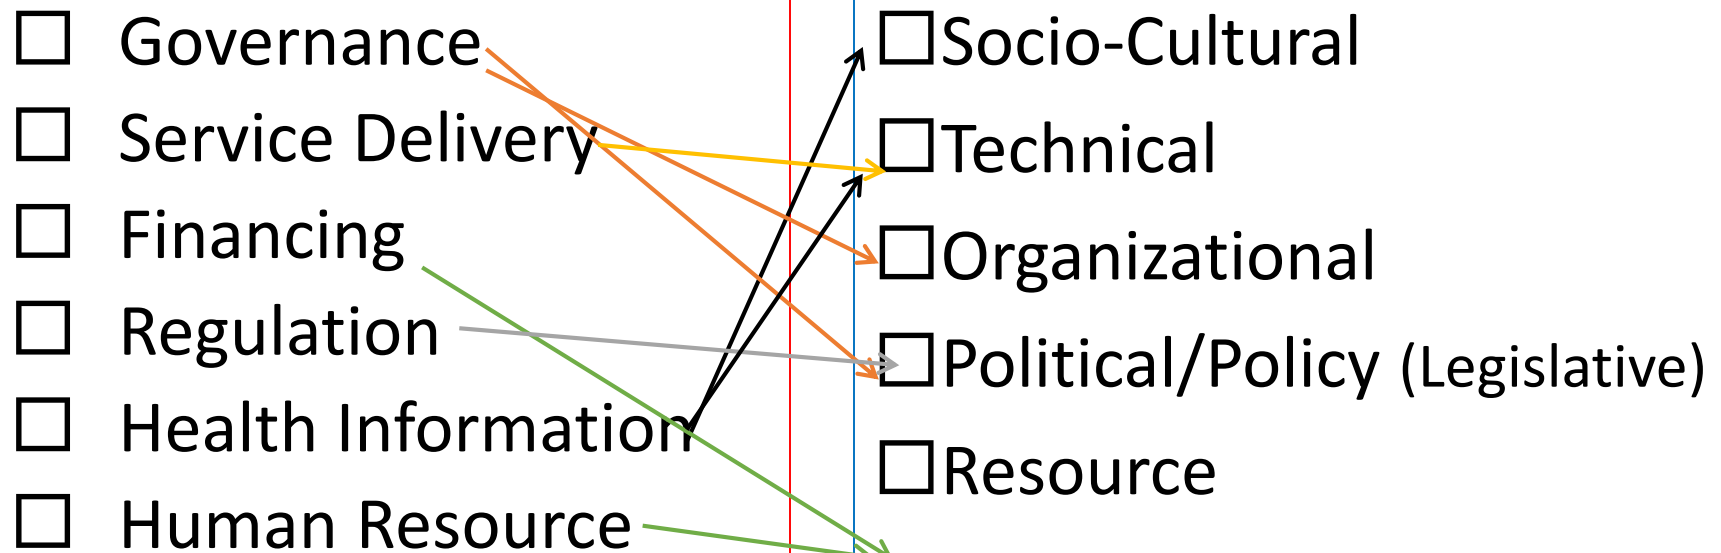 Governance
Service Delivery
Financing
Regulation
Health Information
Human Resource
Socio-Cultural
Technical
Organizational
Political/Policy (Legislative)
Resource